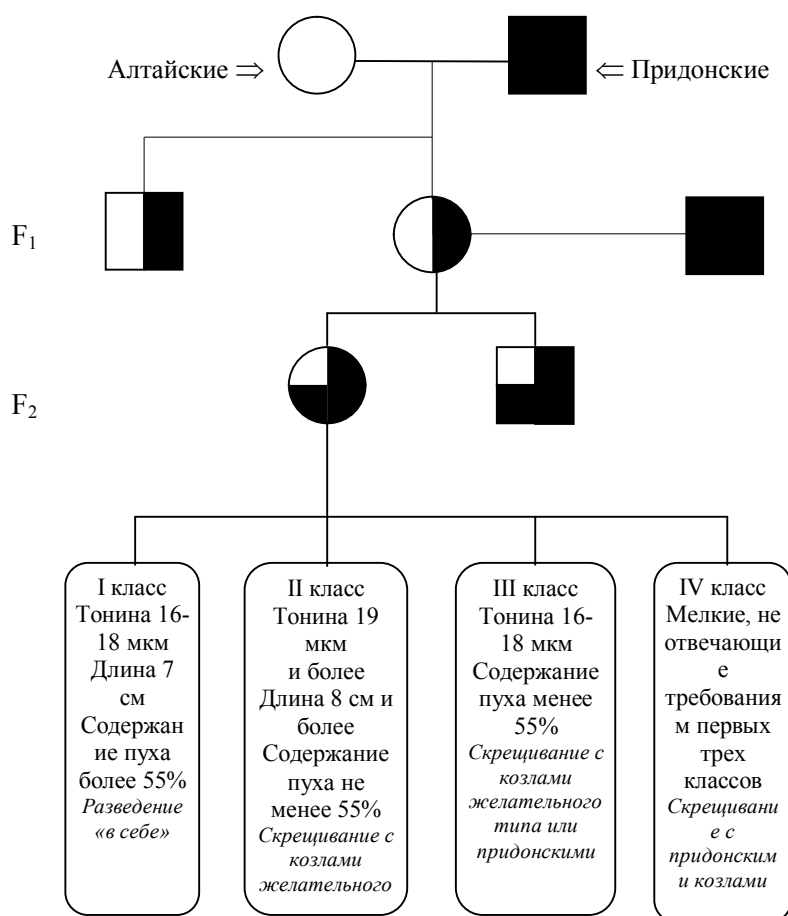 Алтайские ⇒
⇐ Придонские
F1
F2
I класс
Тонина 16-
18 мкм
Длина 7
см
Содержан
ие пуха
более 55%
Разведение
«в себе»
II класс
Тонина 19
мкм
и более
Длина 8 см и
более
Содержание
пуха не
менее 55%
Скрещивание с
козлами
желательного
III класс
Тонина 16-
18 мкм
Содержание
пуха менее
55%
Скрещивание с
козлами
желательного
типа или
придонскими
IV класс
Мелкие, не
отвечающи
е
требования
м первых
трех
классов
Скрещивани
е с
придонским
и козлами